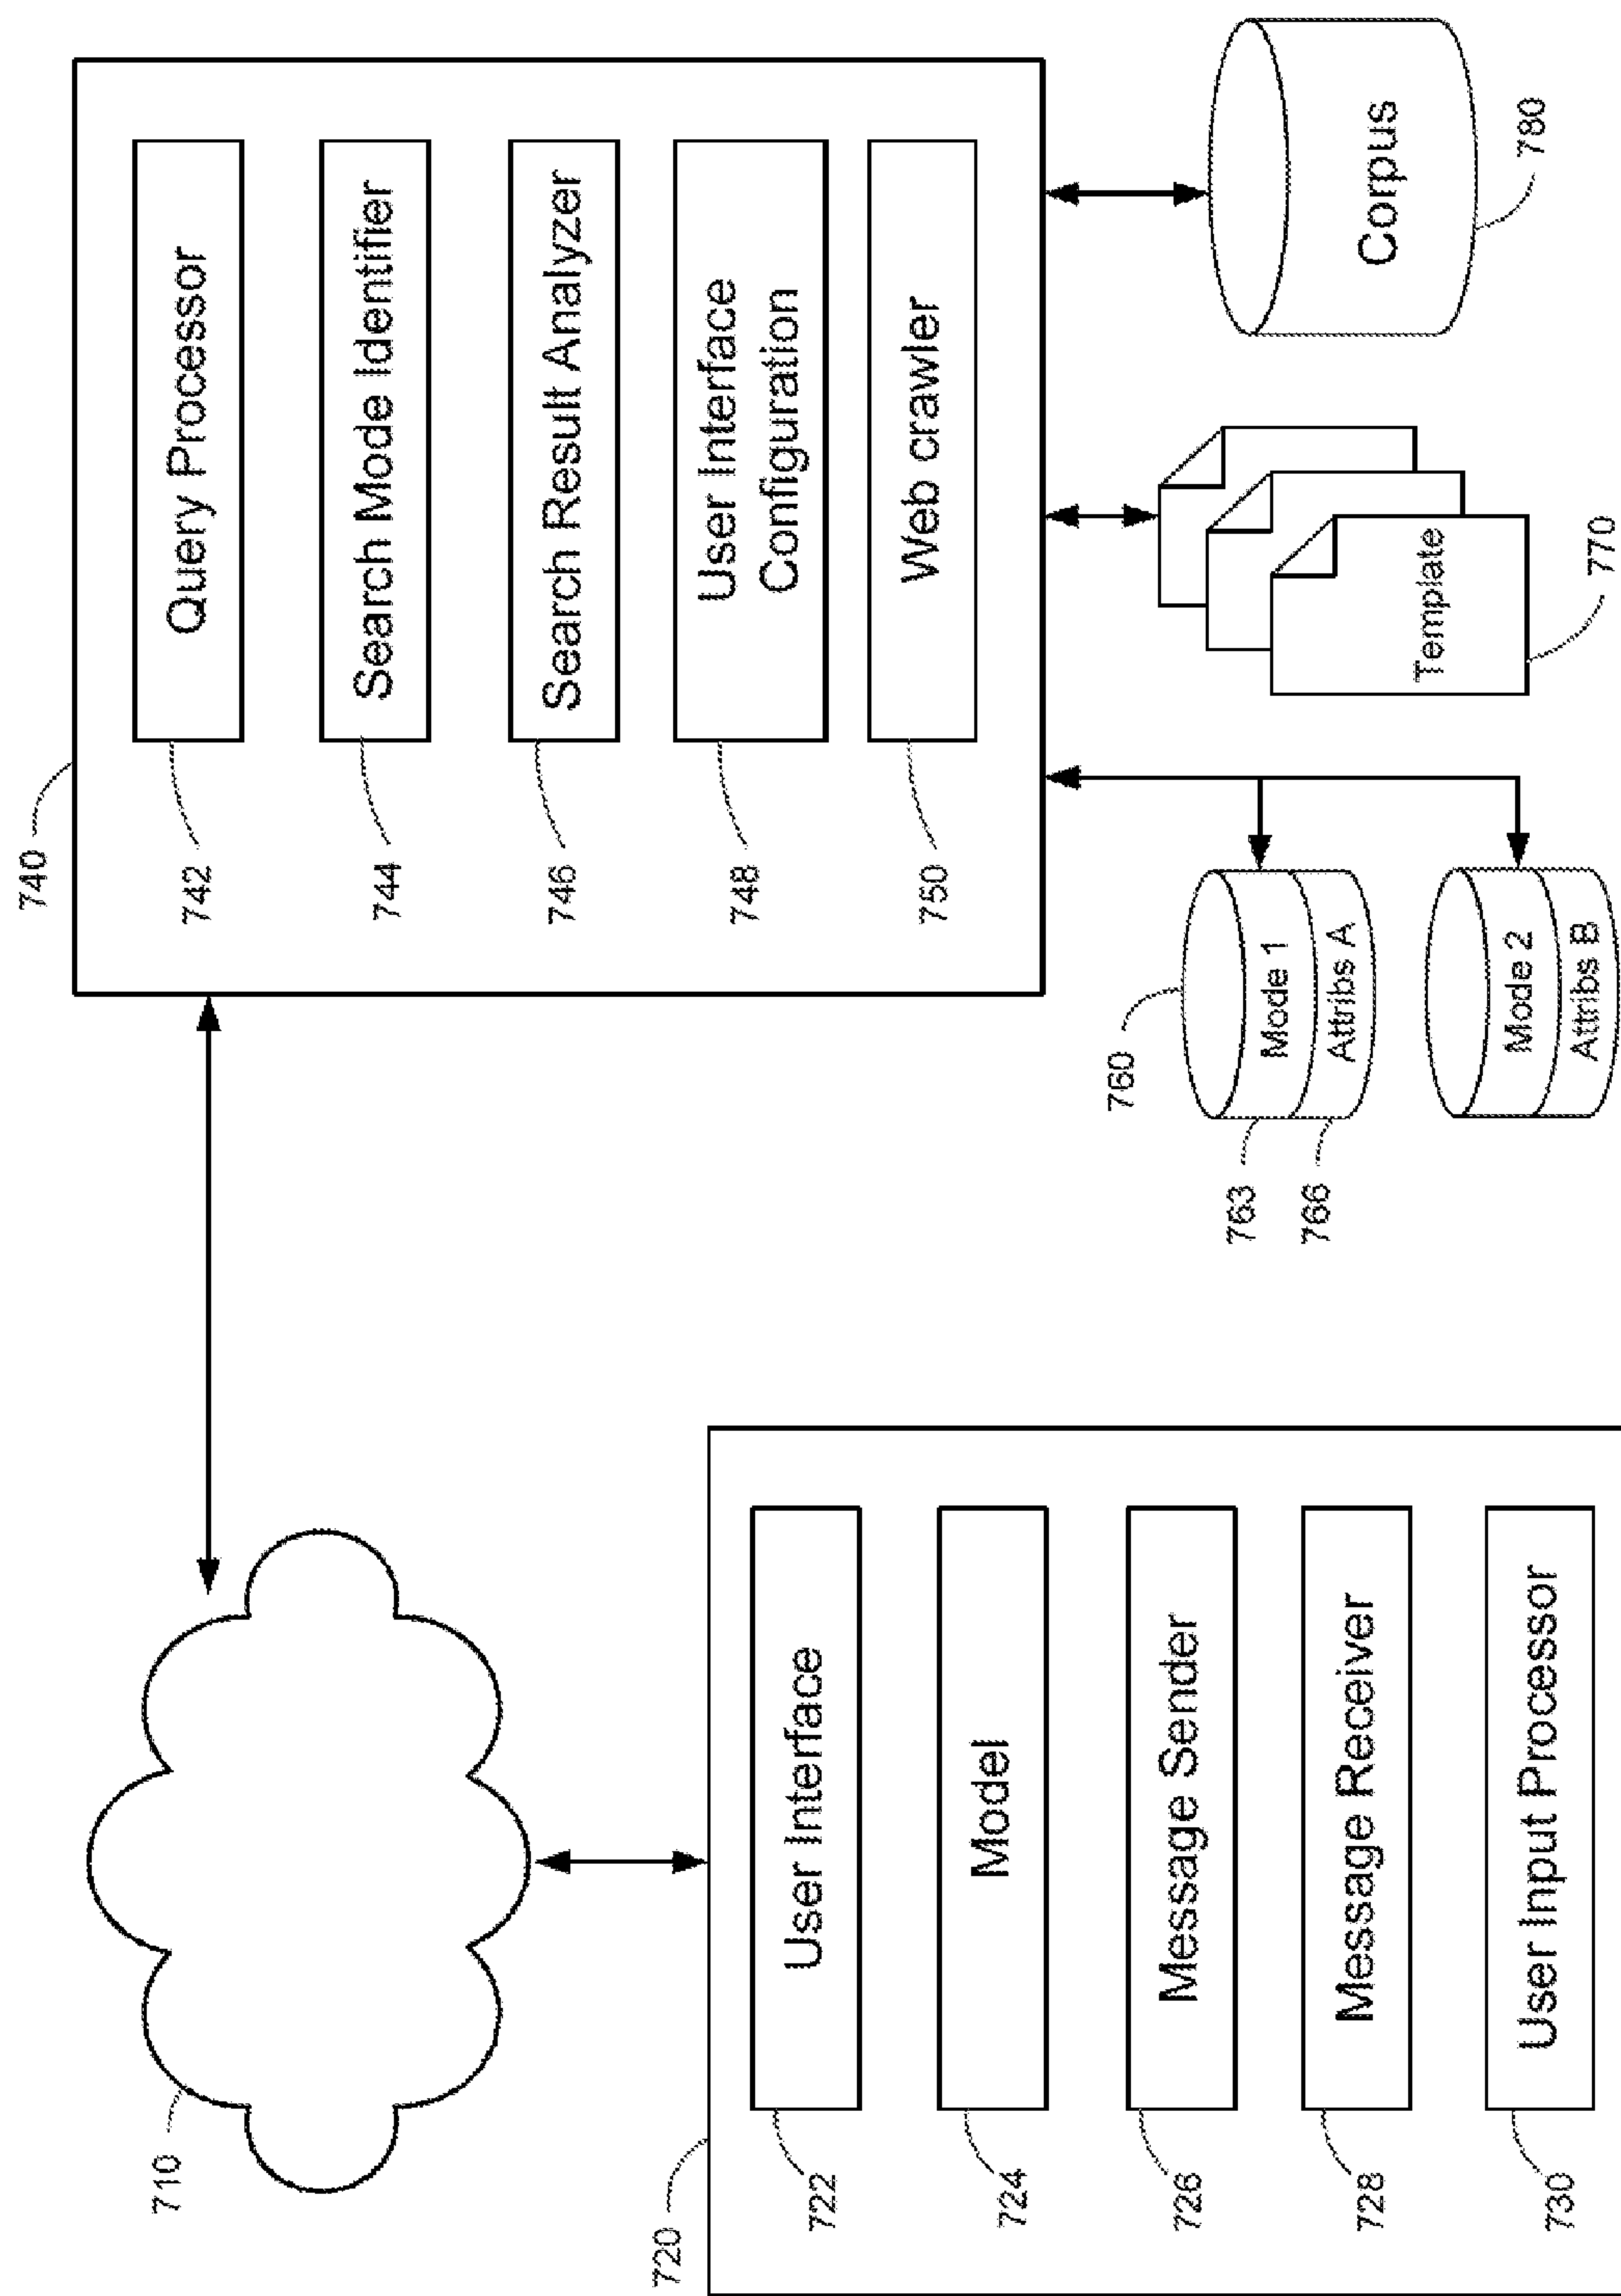 710
720
722
User Interface
724
Model
726
Message Sender
728
Message Receiver
730
User Input Processor
740
742
Query Processor
744
Search Mode Identifier
746
Search Result Analyzer
748
User Interface
Configuration
750
Web crawler
760
763
Mode 1
766
Attribs A
Mode 2
Attribs B
Template
770
Corpus
780